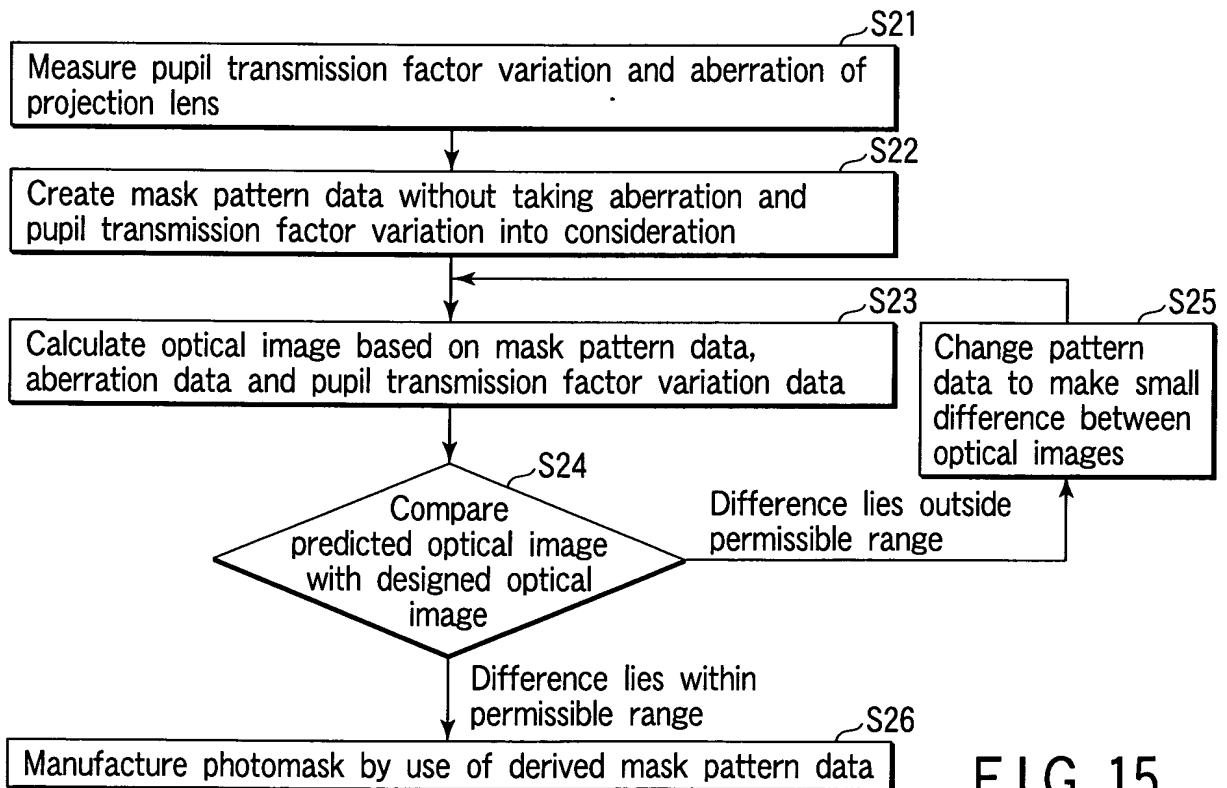 S21
Measure pupil transmission factor variation and aberration of
projection lens
S22
Create mask pattern data without taking aberration and
pupil transmission factor variation into consideration
S23
Calculate optical image based on mask pattern data,
aberration data and pupil transmission factor variation data
S25
Change pattern
data to make small
difference between
optical images
S24
Compare
predicted optical image
with designed optical
image
Difference lies outside
permissible range
Difference lies within
permissible range
S26
Manufacture photomask by use of derived mask pattern data
FIG. 15